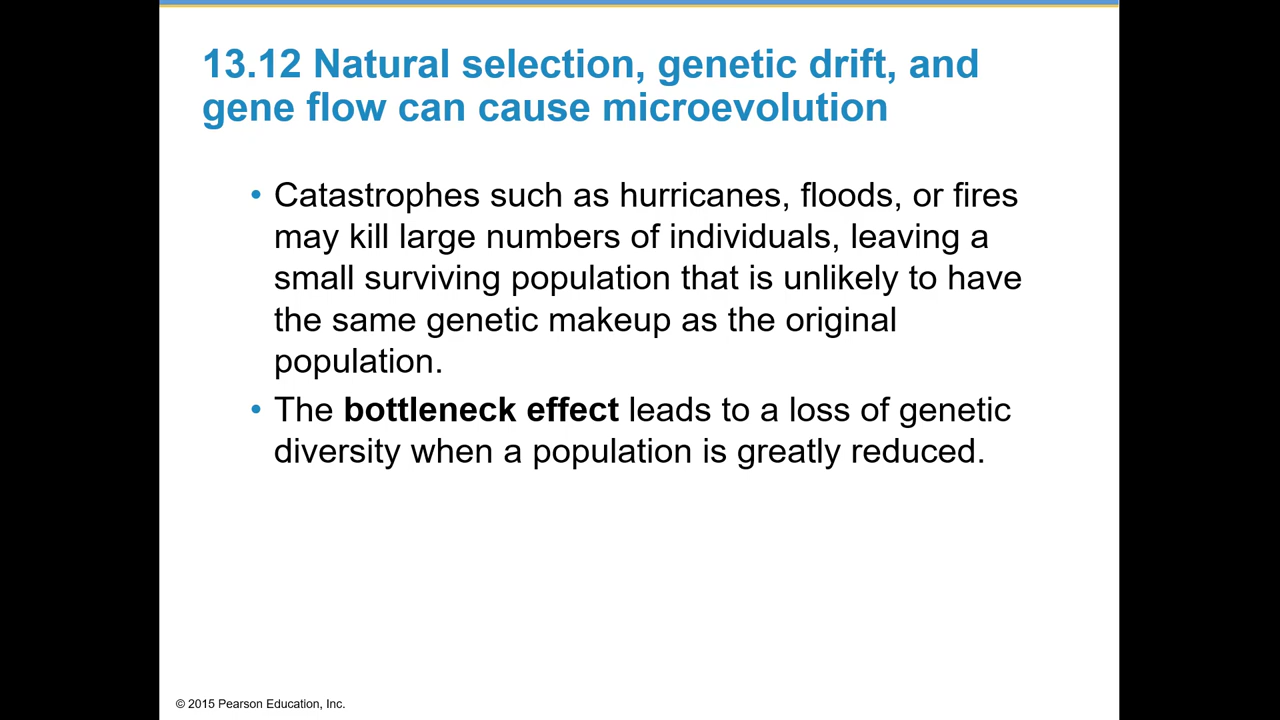 13.12 Natural selection, genetic drift, and
gene flow can cause microevolution
• Catastrophes such as hurricanes, floods, or fires
may kill large numbers of individuals, leaving a
small surviving population that is unlikely to have
the same genetic makeup as the original
population.
• The bottleneck effect leads to a loss of genetic
diversity when a population is greatly reduced.
© 2015 Pearson Education, Inc.